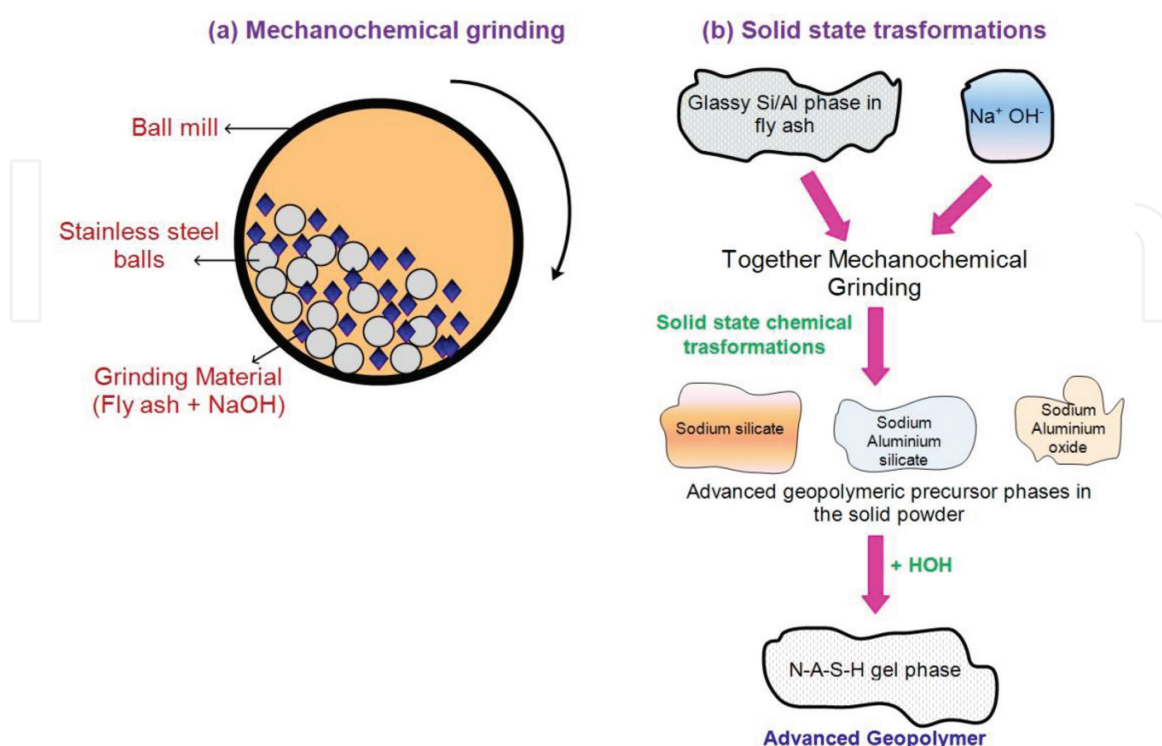 (a) Mechanochemical grinding
Ball mill
Stainless steel
balls
Grinding Material
(Fly ash + NaOH)
(b) Solid state trasformations
Glassy Si/Al phase in
fly ash
Na⁺ OH⁻
Together Mechanochemical
Grinding
Solid state chemical
trasformations
Sodium silicate
Sodium
Aluminium
silicate
Sodium
Aluminium
oxide
Advanced geopolymeric precursor phases in
the solid powder
+ HOH
N-A-S-H gel phase
Advanced Geopolymer